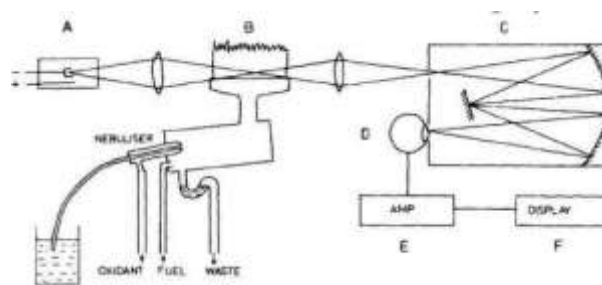 A
B
C
NEBULISER
D
AMP
DISPLAY
E
F
OXIDANT
FUEL
WASTE